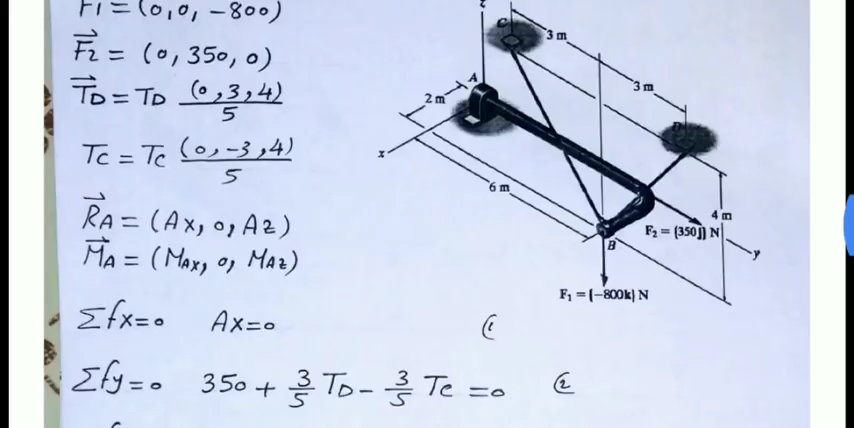 F1 = (0,0, -800)
F2 = (0, 350, 0)
TD = TD (0, 3, 4) / 5
TC = TC (0, -3, 4) / 5
RA = (Ax, 0, Az)
MA = (MAx, 0, MAz)
Σfx=0 Ax=0 (1
Σfy=0 350 + 3/5 TD - 3/5 TC =0 (2
z
C
3 m
A
3 m
2 m
D
x
6 m
4 m
F2 = (350j) N
B
y
F1 = (-800k) N